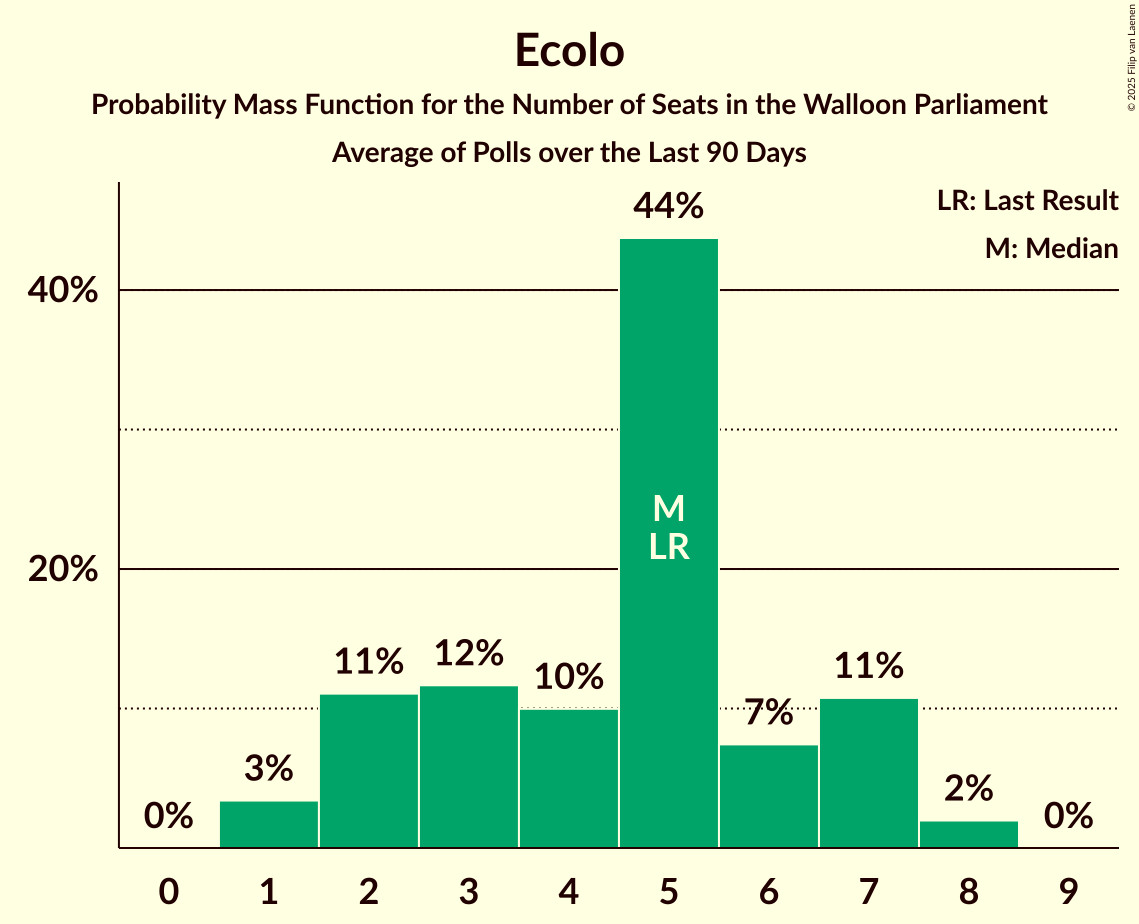 Ecolo
Probability Mass Function for the Number of Seats in the Walloon Parliament
Average of Polls over the Last 90 Days
© 2025 Filip van Laenen
LR: Last Result
M: Median
40%
20%
0%
3%
11%
12%
10%
44%
7%
11%
2%
0%
M
LR
0 1 2 3 4 5 6 7 8 9